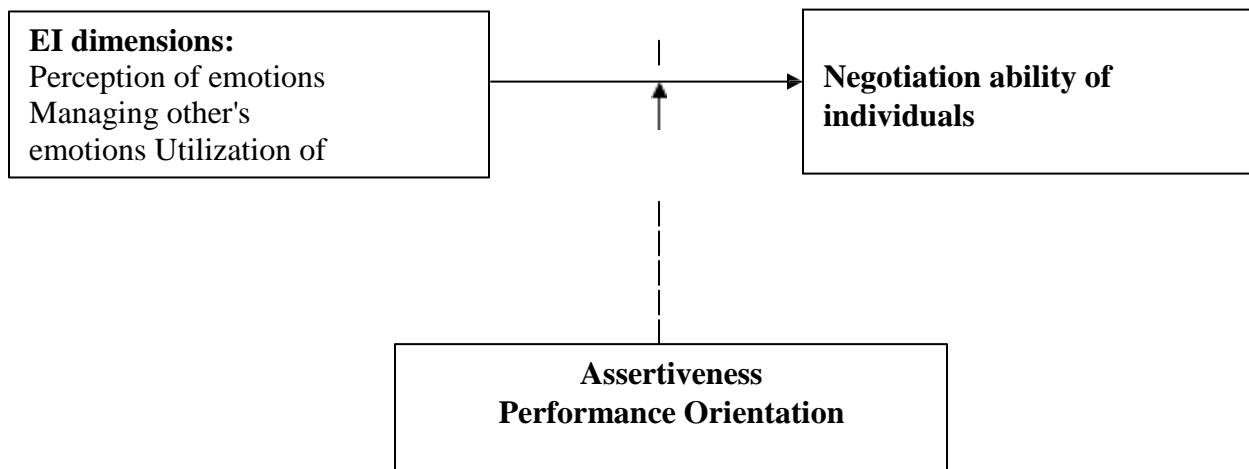 EI dimensions:
Perception of emotions
Managing other's
emotions Utilization of
Negotiation ability of
individuals
Assertiveness
Performance Orientation